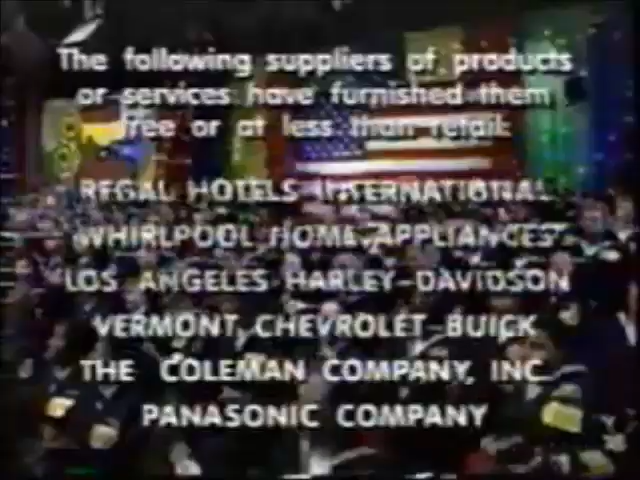 The following suppliers of products
or services have furnished them
free or at less than retail:
REGAL HOTELS INTERNATIONAL
WHIRLPOOL HOME APPLIANCES
LOS ANGELES HARLEY-DAVIDSON
VERMONT CHEVROLET-BUICK
THE COLEMAN COMPANY, INC.
PANASONIC COMPANY